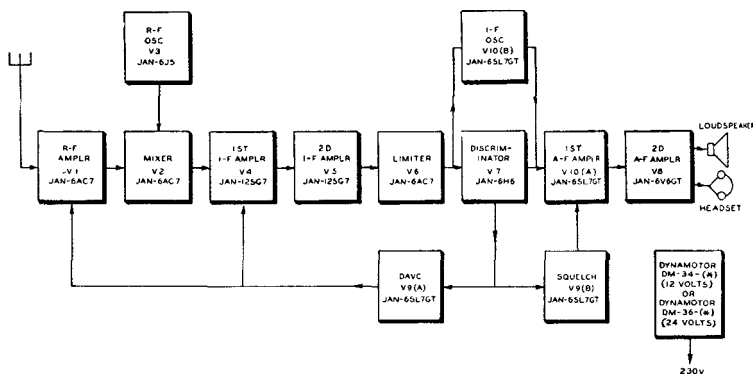 R-F
OSC
V3
JAN-6J5
I-F
OSC
V10(B)
JAN-6SL7GT
R-F
AMPLR
V1
JAN-6AC7
MIXER
V2
JAN-6AC7
1ST
I-F AMPLR
V4
JAN-12SG7
2D
I-F AMPLR
V5
JAN-12SG7
LIMITER
V6
JAN-6AC7
DISCRIM-
INATOR
V7
JAN-6H6
1ST
A-F AMPLR
V10(A)
JAN-6SL7GT
2D
A-F AMPLR
V8
JAN-6V6GT
LOUDSPEAKER
HEADSET
DAVC
V9(A)
JAN-6SL7GT
SQUELCH
V9(B)
JAN-6SL7GT
DYNAMOTOR
DM-34-(*)
(12 VOLTS)
OR
DYNAMOTOR
DM-36-(*)
(24 VOLTS)
230V